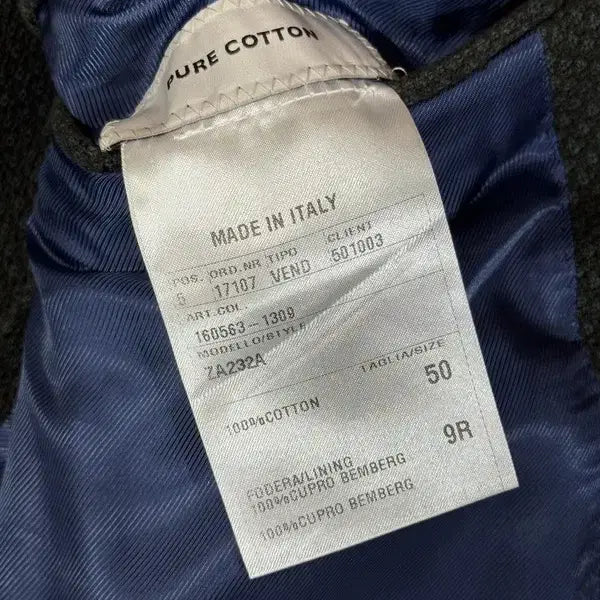 PURE COTTON
MADE IN ITALY
POS. ORD.NR TIPO CLIENT
5 17107 VEND 501003
ART.COL.
160563-1309
MODELLO/STYLE
ZA232A
TAGLIA/SIZE
50
100%COTTON
9R
FODERA/LINING
100%CUPRO BEMBERG
100%CUPRO BEMBERG